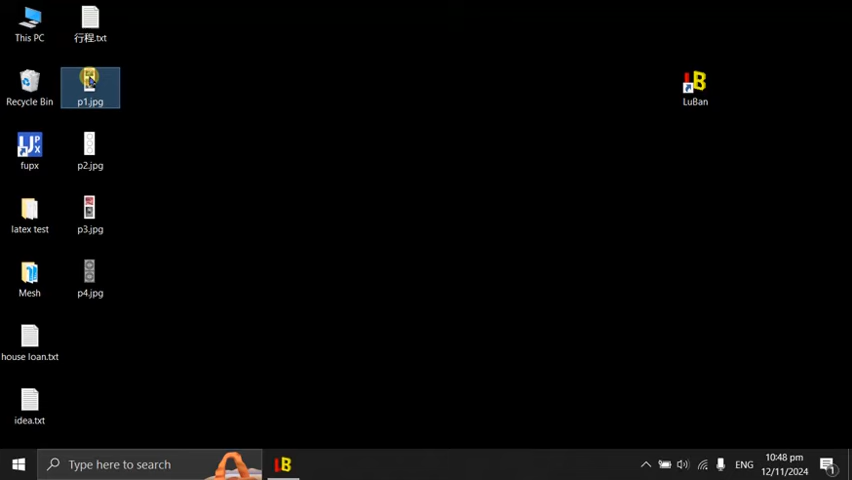 This PC
行程.txt
Recycle Bin
p1.jpg
LuBan
fupx
p2.jpg
latex test
p3.jpg
Mesh
p4.jpg
house loan.txt
idea.txt
Type here to search
ENG
10:48 pm
12/11/2024
1